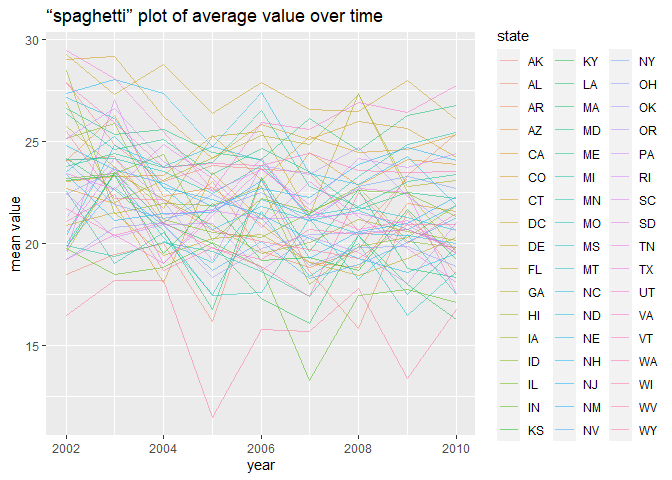 “spaghetti” plot of average value over time
mean value
30
25
20
15
2002 2004 2006 2008 2010
year
state
AK KY NY
AL LA OH
AR MA OK
AZ MD OR
CA ME PA
CO MI RI
CT MN SC
DC MO SD
DE MS TN
FL MT TX
GA NC UT
HI ND VA
IA NE VT
ID NH WA
IL NJ WI
IN NM WV
KS NV WY